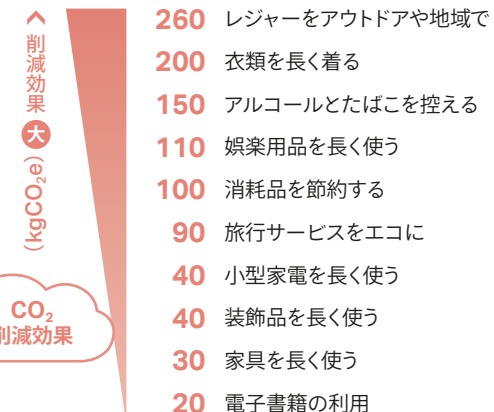 削減効果 大 (kgCO₂e)
260 レジャーをアウトドアや地域で
200 衣類を長く着る
150 アルコールとたばこを控える
110 娯楽用品を長く使う
100 消耗品を節約する
90 旅行サービスをエコに
40 小型家電を長く使う
40 装飾品を長く使う
30 家具を長く使う
20 電子書籍の利用
CO₂
削減効果